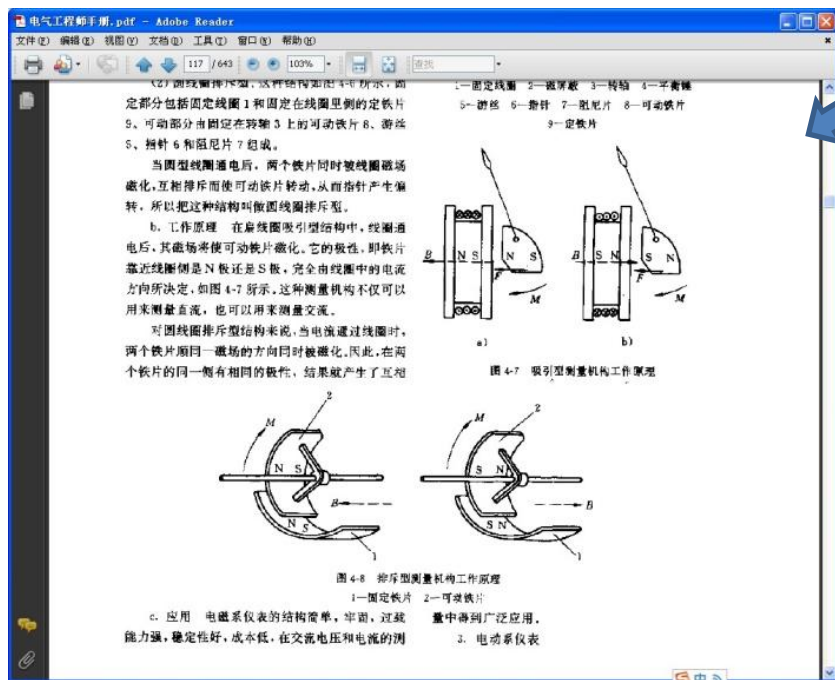 电气工程师手册.pdf - Adobe Reader
文件(F) 编辑(E) 视图(V) 文档(D) 工具(T) 窗口(W) 帮助(H)
117 /643 103% 查找
(2) 圆线圈排斥型。这种结构如图 4-6 所示，固
定部分包括固定线圈 1 和固定在线圈里侧的定铁片
9、可动部分由固定在转轴 3 上的可动铁片 8、游丝
5、指针 6 和阻尼片 7 组成。
当圆型线圈通电后，两个铁片同时被线圈磁场
磁化，互相排斥而使可动铁片转动，从而指针产生偏
转，所以把这种结构叫做圆线圈排斥型。
b. 工作原理 在扁线圈吸引型结构中，线圈通
电后，其磁场将使可动铁片磁化。它的极性，即铁片
靠近线圈侧是 N 极还是 S 极，完全由线圈中的电流
方向所决定，如图 4-7 所示。这种测量机构不仅可以
用来测量直流，也可以用来测量交流。
对圆线圈排斥型结构来说，当电流通过线圈时，
两个铁片顺同一磁场的方向同时被磁化。因此，在两
个铁片的同一侧有相同的极性，结果就产生了互相
1—固定线圈 2—磁屏蔽 3—转轴 4—平衡锤
5—游丝 6—指针 7—阻尼片 8—可动铁片
9—定铁片
B N S N S F M
B S N S N F M
a) b)
图 4-7 吸引型测量机构工作原理
M 2 N S B N S 1
M 2 S N B S N 1
图 4-8 排斥型测量机构工作原理
1—固定铁片 2—可动铁片
c. 应用 电磁系仪表的结构简单，牢固，过载
能力强，稳定性好，成本低，在交流电压和电流的测
量中得到广泛应用。
3. 电动系仪表
中